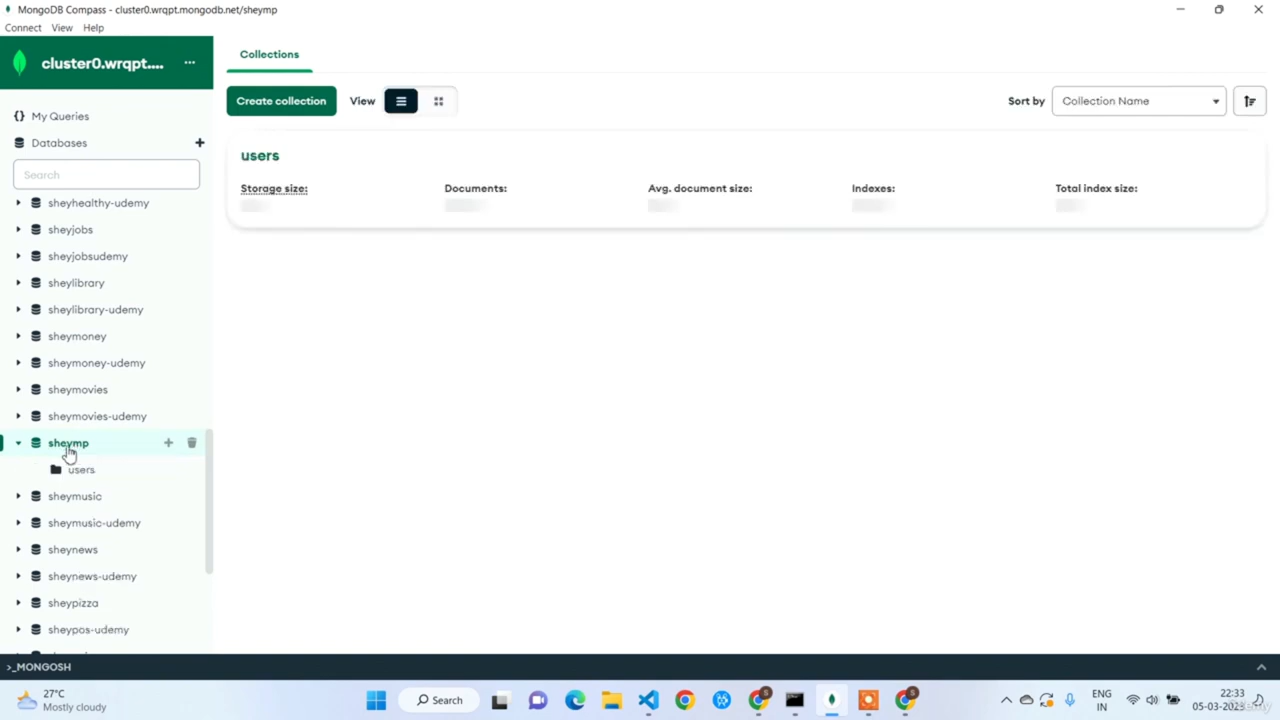 MongoDB Compass - cluster0.wrqpt.mongodb.net/sheymp
Connect View Help
cluster0.wrqpt.... ...
Collections
Create collection View
Sort by Collection Name
My Queries
Databases
Search
users
Storage size: Documents: Avg. document size: Indexes: Total index size:
sheyhealthy-udemy
sheyjobs
sheyjobsudemy
sheylibrary
sheylibrary-udemy
sheymoney
sheymoney-udemy
sheymovies
sheymovies-udemy
sheymp
users
sheymusic
sheymusic-udemy
sheynews
sheynews-udemy
sheypizza
sheypos-udemy
>_MONGOSH
27°C
Mostly cloudy
Search
ENG
IN
22:33
05-03-2023